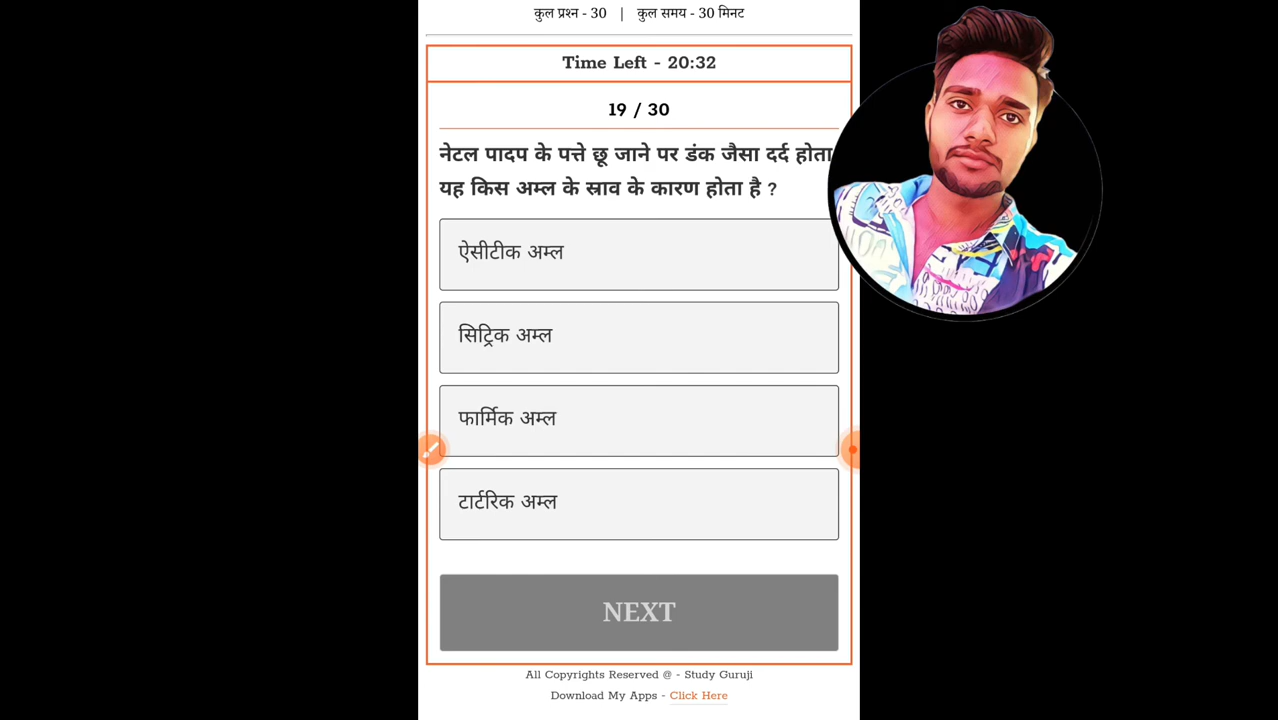 कुल प्रश्न - 30 | कुल समय - 30 मिनट
Time Left - 20:32
19 / 30
नेटल पादप के पत्ते छू जाने पर डंक जैसा दर्द होता
यह किस अम्ल के स्राव के कारण होता है ?
ऐसीटीक अम्ल
सिट्रिक अम्ल
फार्मिक अम्ल
टार्टरिक अम्ल
NEXT
All Copyrights Reserved @ - Study Guruji
Download My Apps - Click Here